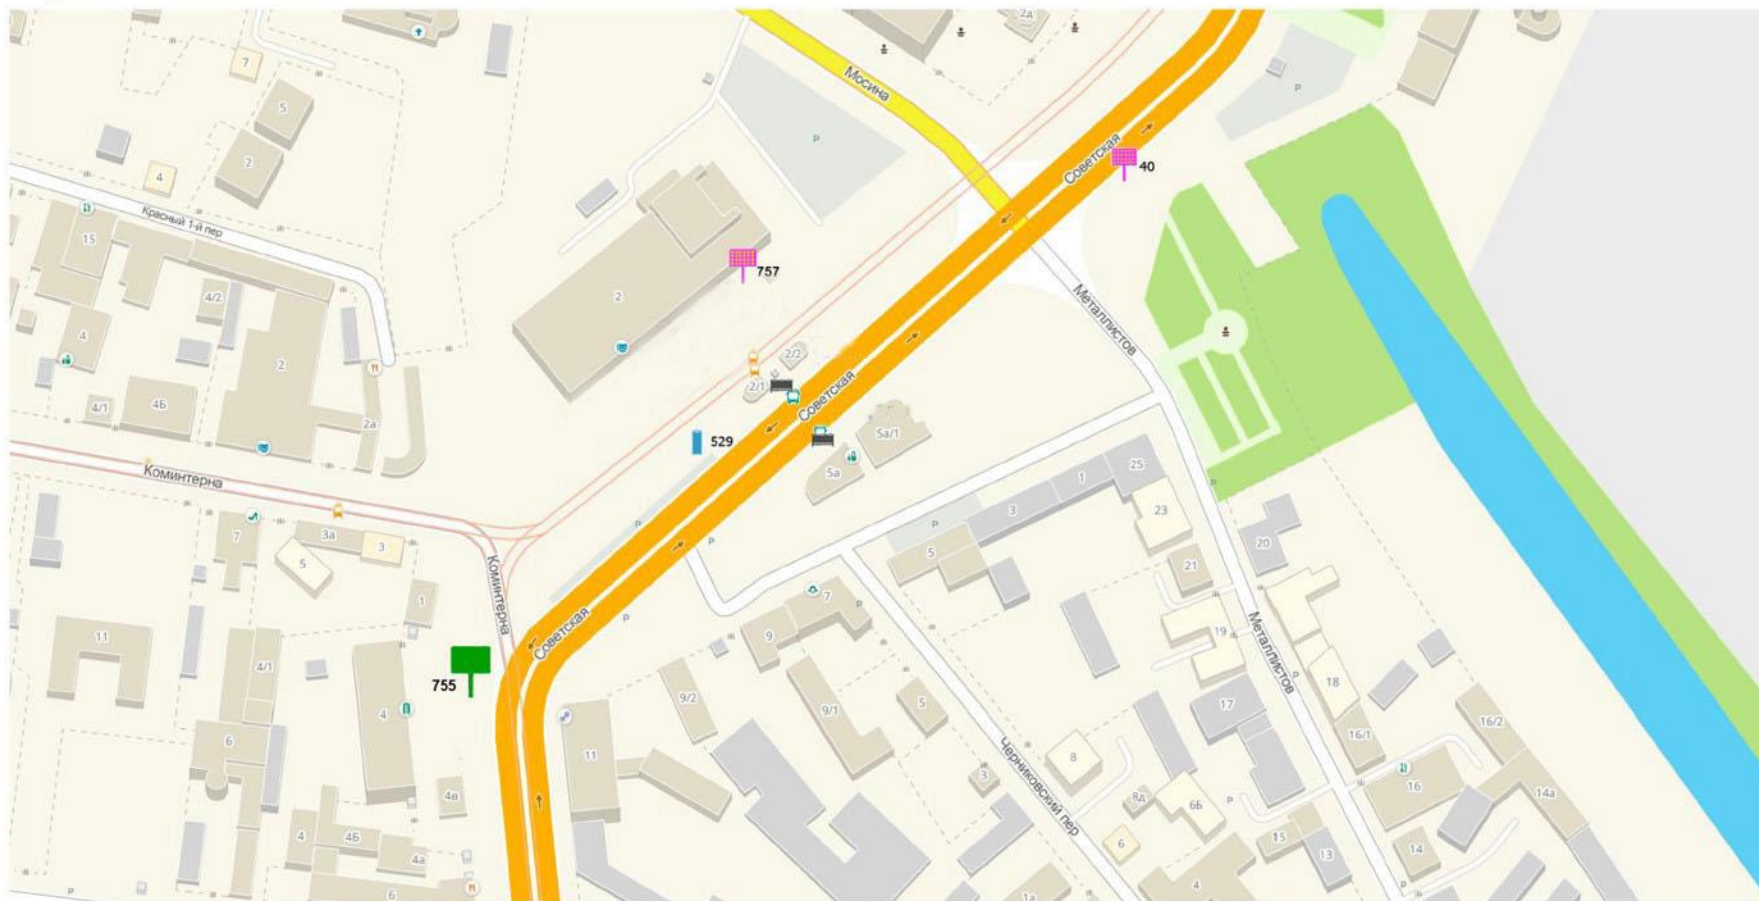 2д
7
Мосина
5
2
4
Советская
40
15
Красный 1-й пер
757
2
4/2
4
Металлистов
2
2/2
2/1
Советская
4/1
4Б
2а
529
5а/1
5а
Коминтерна
25
1
3
23
7
3а
3
5
5
20
21
Коминтерна
1
7
Советская
9
19
Металлистов
11
4/1
755
4
9/2
9/1
5
18
17
16/2
16/1
6
11
Черниковский пер
8
3
4в
8д
6Б
16
14а
4
4Б
4а
6
15
14
13
6
1а
4
P